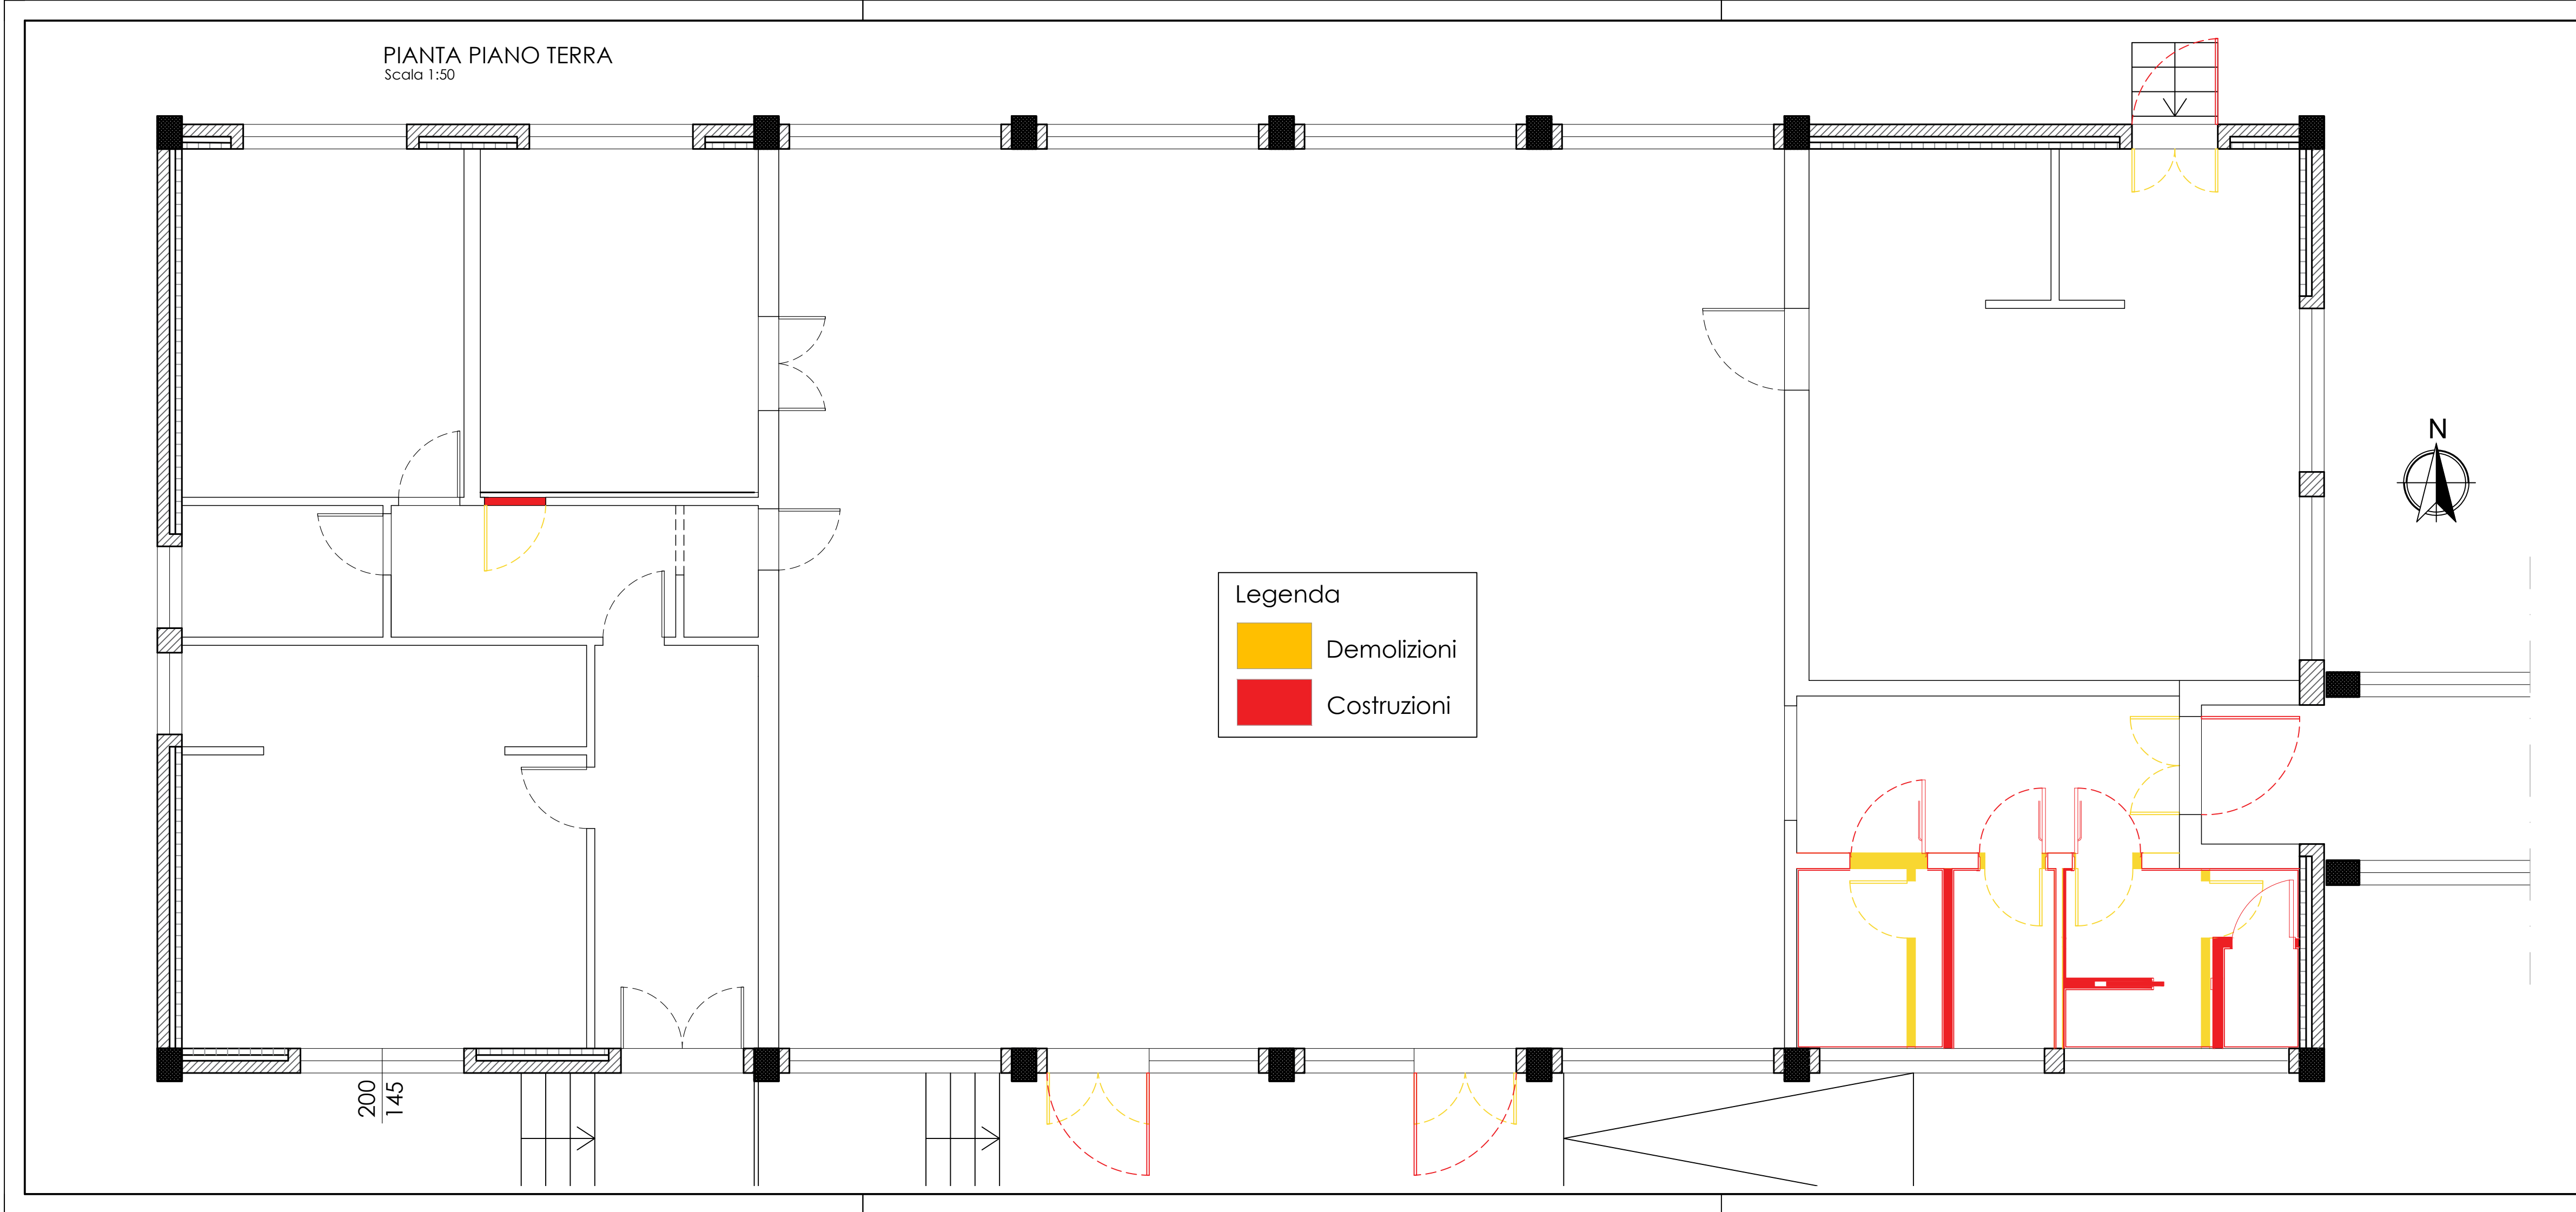 PIANTA PIANO TERRA
Scala 1:50
N
Legenda
Demolizioni
Costruzioni
200
145